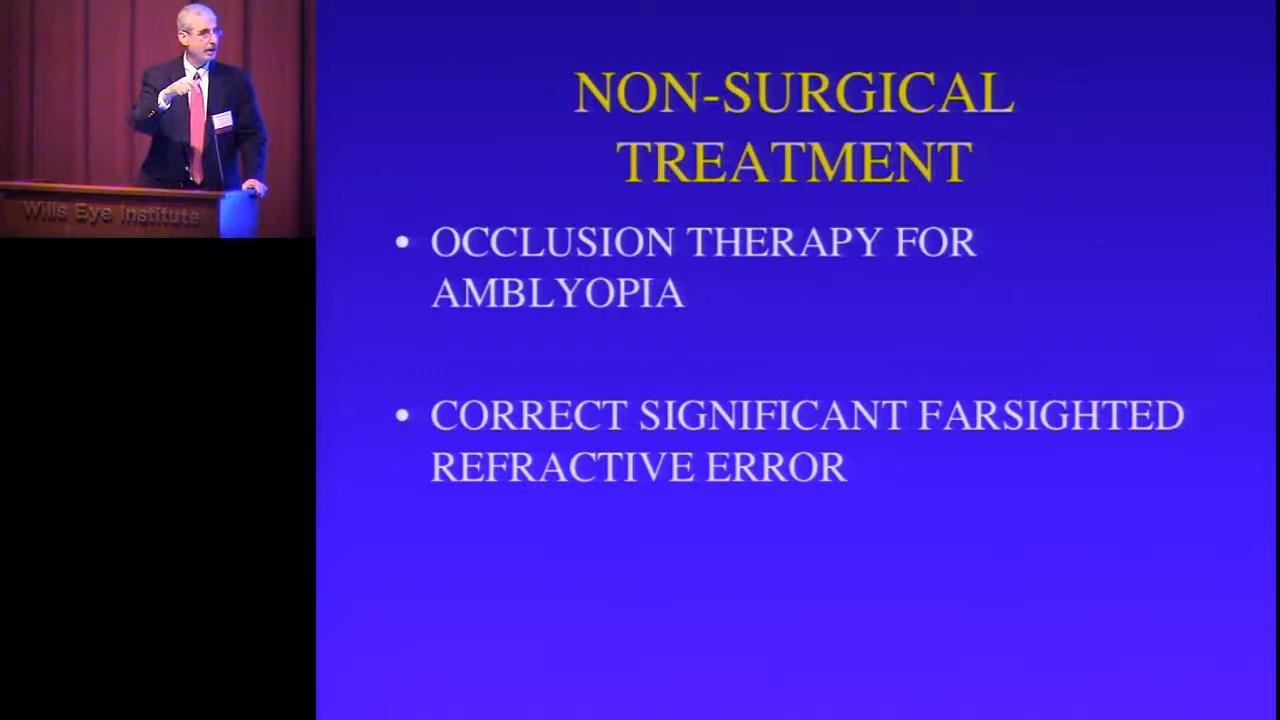 Wills Eye Institute
NON-SURGICAL
TREATMENT
• OCCLUSION THERAPY FOR
AMBLYOPIA
• CORRECT SIGNIFICANT FARSIGHTED
REFRACTIVE ERROR